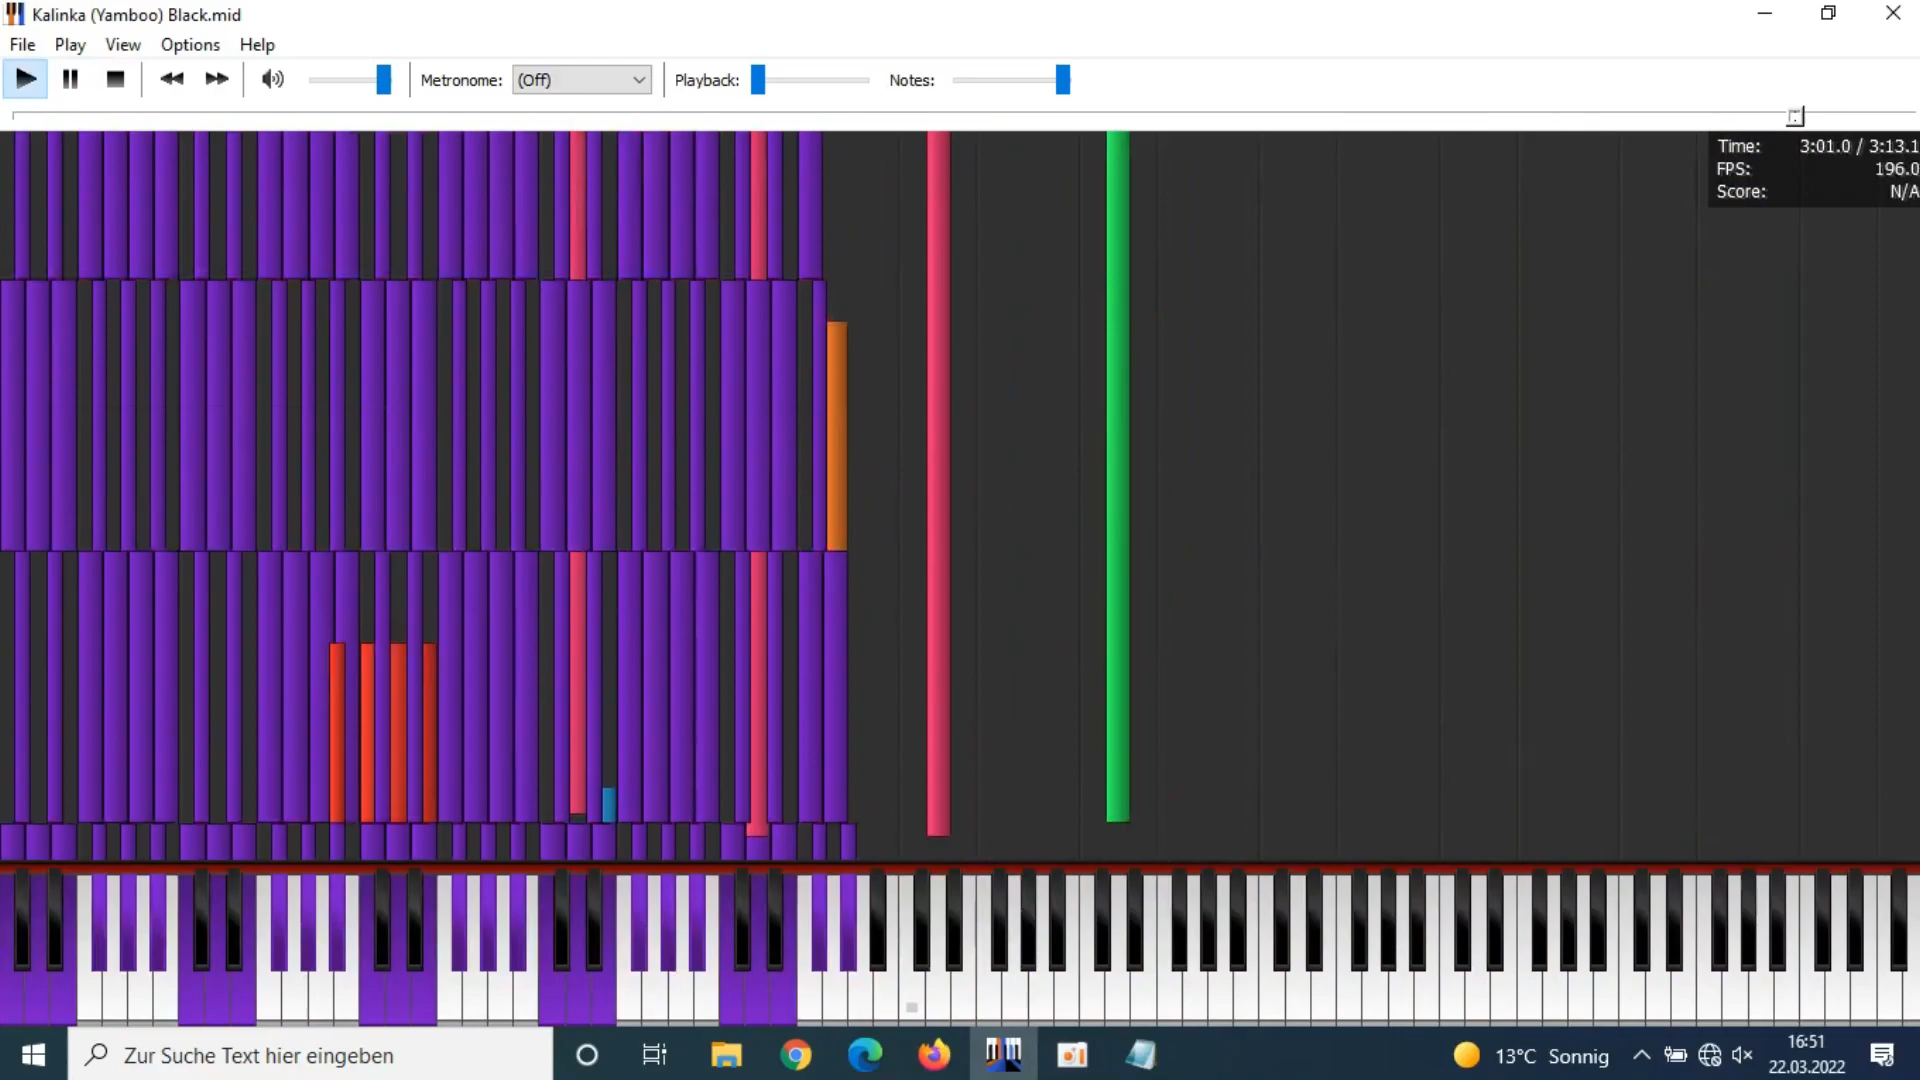 Kalinka (Yamboo) Black.mid
File Play View Options Help
Metronome: (Off) Playback: Notes:
Time: 3:01.0 / 3:13.1
FPS: 196.0
Score: N/A
Zur Suche Text hier eingeben
13°C Sonnig
16:51
22.03.2022